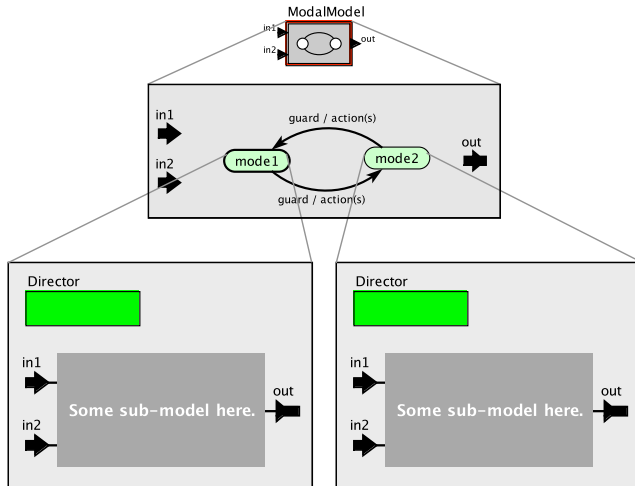 ModalModel
in1
out
in2
in1
guard / action(s)
out
in2
mode1
mode2
guard / action(s)
Director
in1
Some sub-model here.
out
in2
Director
in1
Some sub-model here.
out
in2